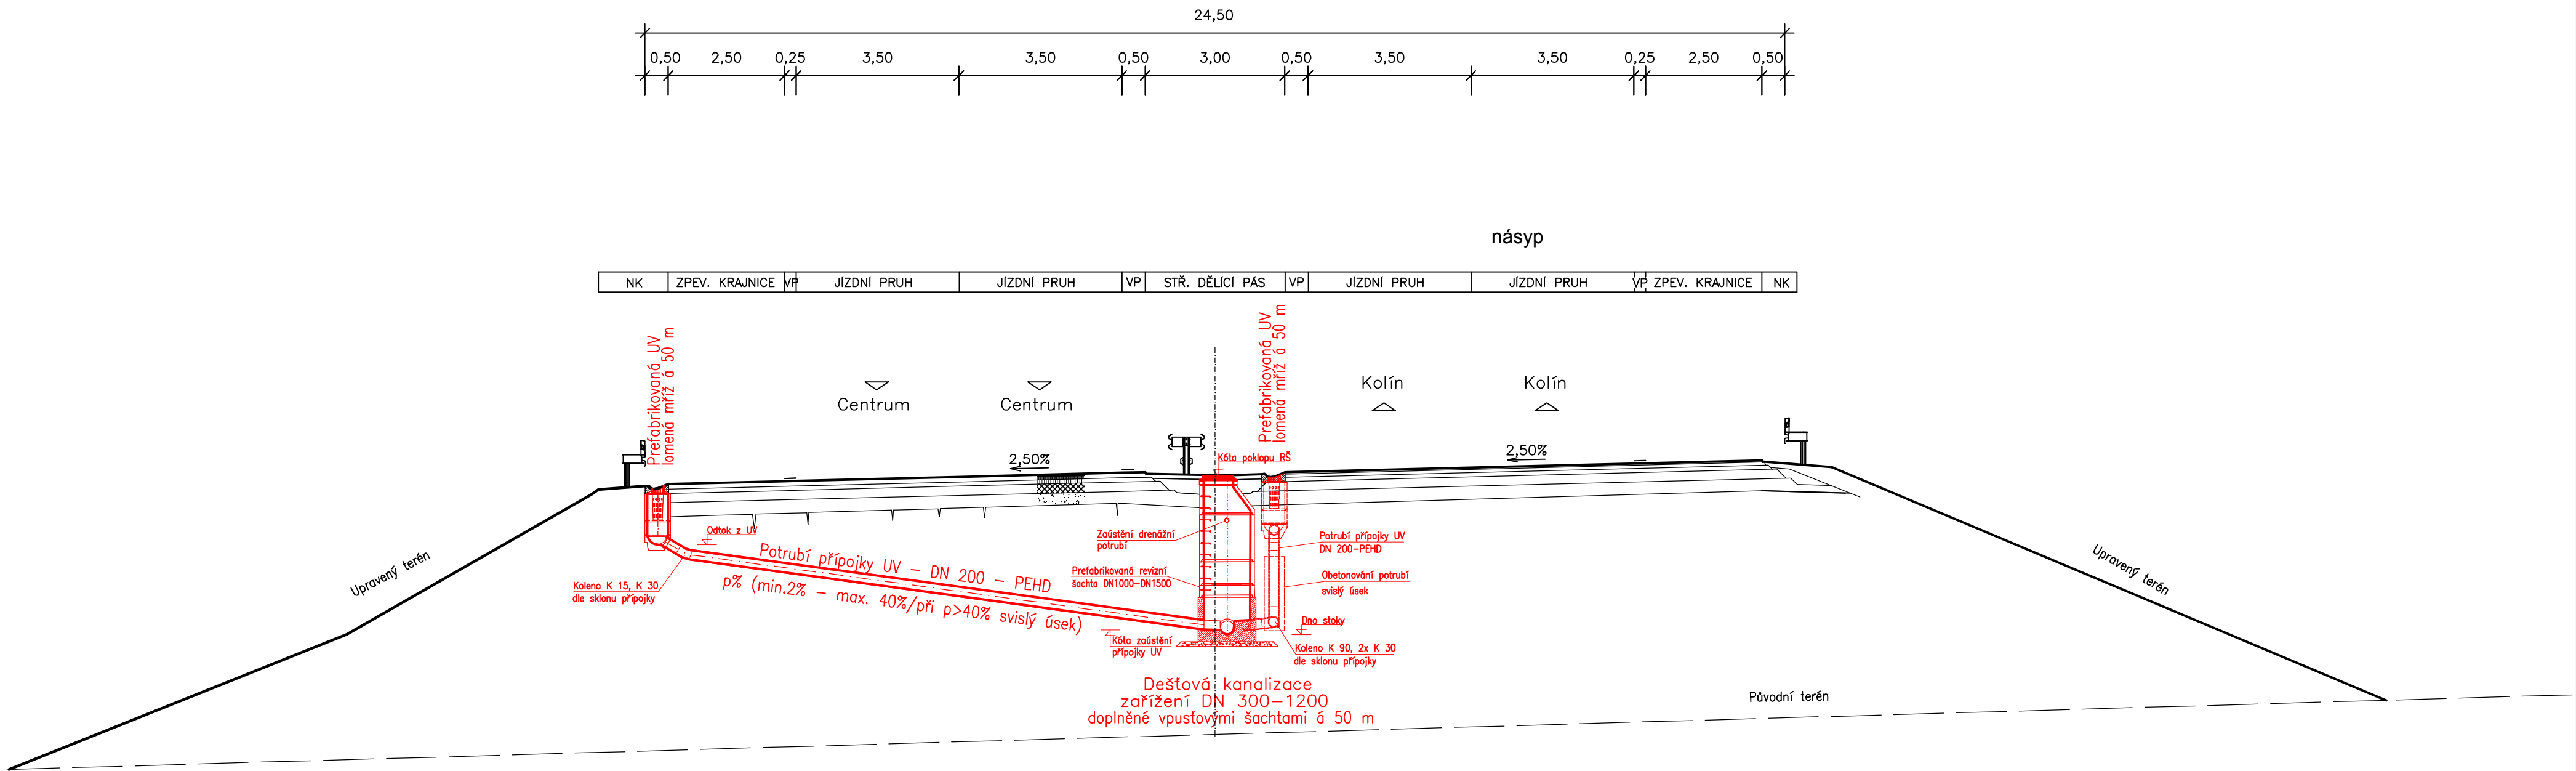 24,50
0,50 2,50 0,25 3,50 3,50 0,50 3,00 0,50 3,50 3,50 0,25 2,50 0,50
násyp
NK ZPEV. KRAJNICE VP JÍZDNÍ PRUH JÍZDNÍ PRUH VP STŘ. DĚLÍCÍ PÁS VP JÍZDNÍ PRUH JÍZDNÍ PRUH VP ZPEV. KRAJNICE NK
Prefabrikovaná UV
lomená mříž á 50 m
Prefabrikovaná UV
lomená mříž á 50 m
Centrum
Centrum
Kolín
Kolín
2,50%
2,50%
Kóta poklopu RŠ
Odtok z UV
Potrubí přípojky UV – DN 200 – PEHD
p% (min.2% – max. 40%/při p>40% svislý úsek)
Koleno K 15, K 30
dle sklonu přípojky
Zaústění drenážní
potrubí
Prefabrikovaná revizní
šachta DN1000–DN1500
Potrubí přípojky UV
DN 200–PEHD
Obetonování potrubí
svislý úsek
Dno stoky
Kóta zaústění
přípojky UV
Koleno K 90, 2x K 30
dle sklonu přípojky
Upravený terén
Upravený terén
Dešťová kanalizace
zařížení DN 300–1200
doplněné vpusťovými šachtami á 50 m
Původní terén